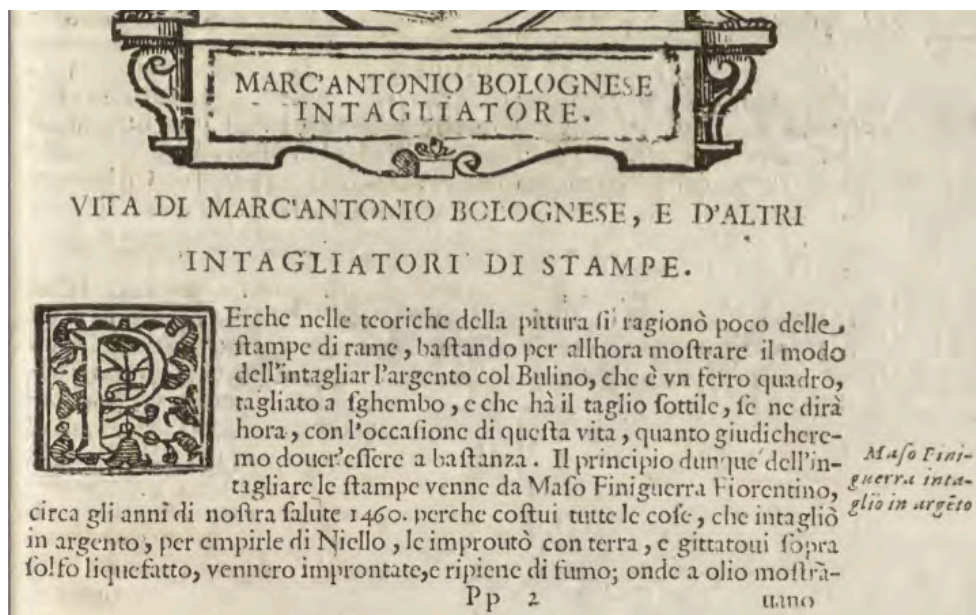 MARC'ANTONIO BOLOGNESE
INTAGLIATORE.
VITA DI MARC'ANTONIO BOLOGNESE, E D'ALTRI
INTAGLIATORI DI STAMPE.
PErche nelle teoriche della pittura ſi ragionò poco delle
ſtampe di rame, baſtando per allhora moſtrare il modo
dell'intagliar l'argento col Bulino, che è vn ferro quadro,
tagliato a ſghembo, e che hà il taglio ſottile, ſe ne dirà
hora, con l'occaſione di queſta vita, quanto giudichere-
mo douer'eſſere a baſtanza. Il principio dunque dell'in-
tagliare le ſtampe venne da Maſo Finiguerra Fiorentino,
circa gli anni di noſtra ſalute 1460. perche coſtui tutte le coſe, che intagliò
in argento, per empirle di Niello, le improutò con terra, e gittatoui ſopra
ſolfo liquefatto, vennero improntate,e ripiene di fumo; onde a olio moſtra-
Maſo Fini-
guerra inta-
glio in argēto
Pp 2
uano